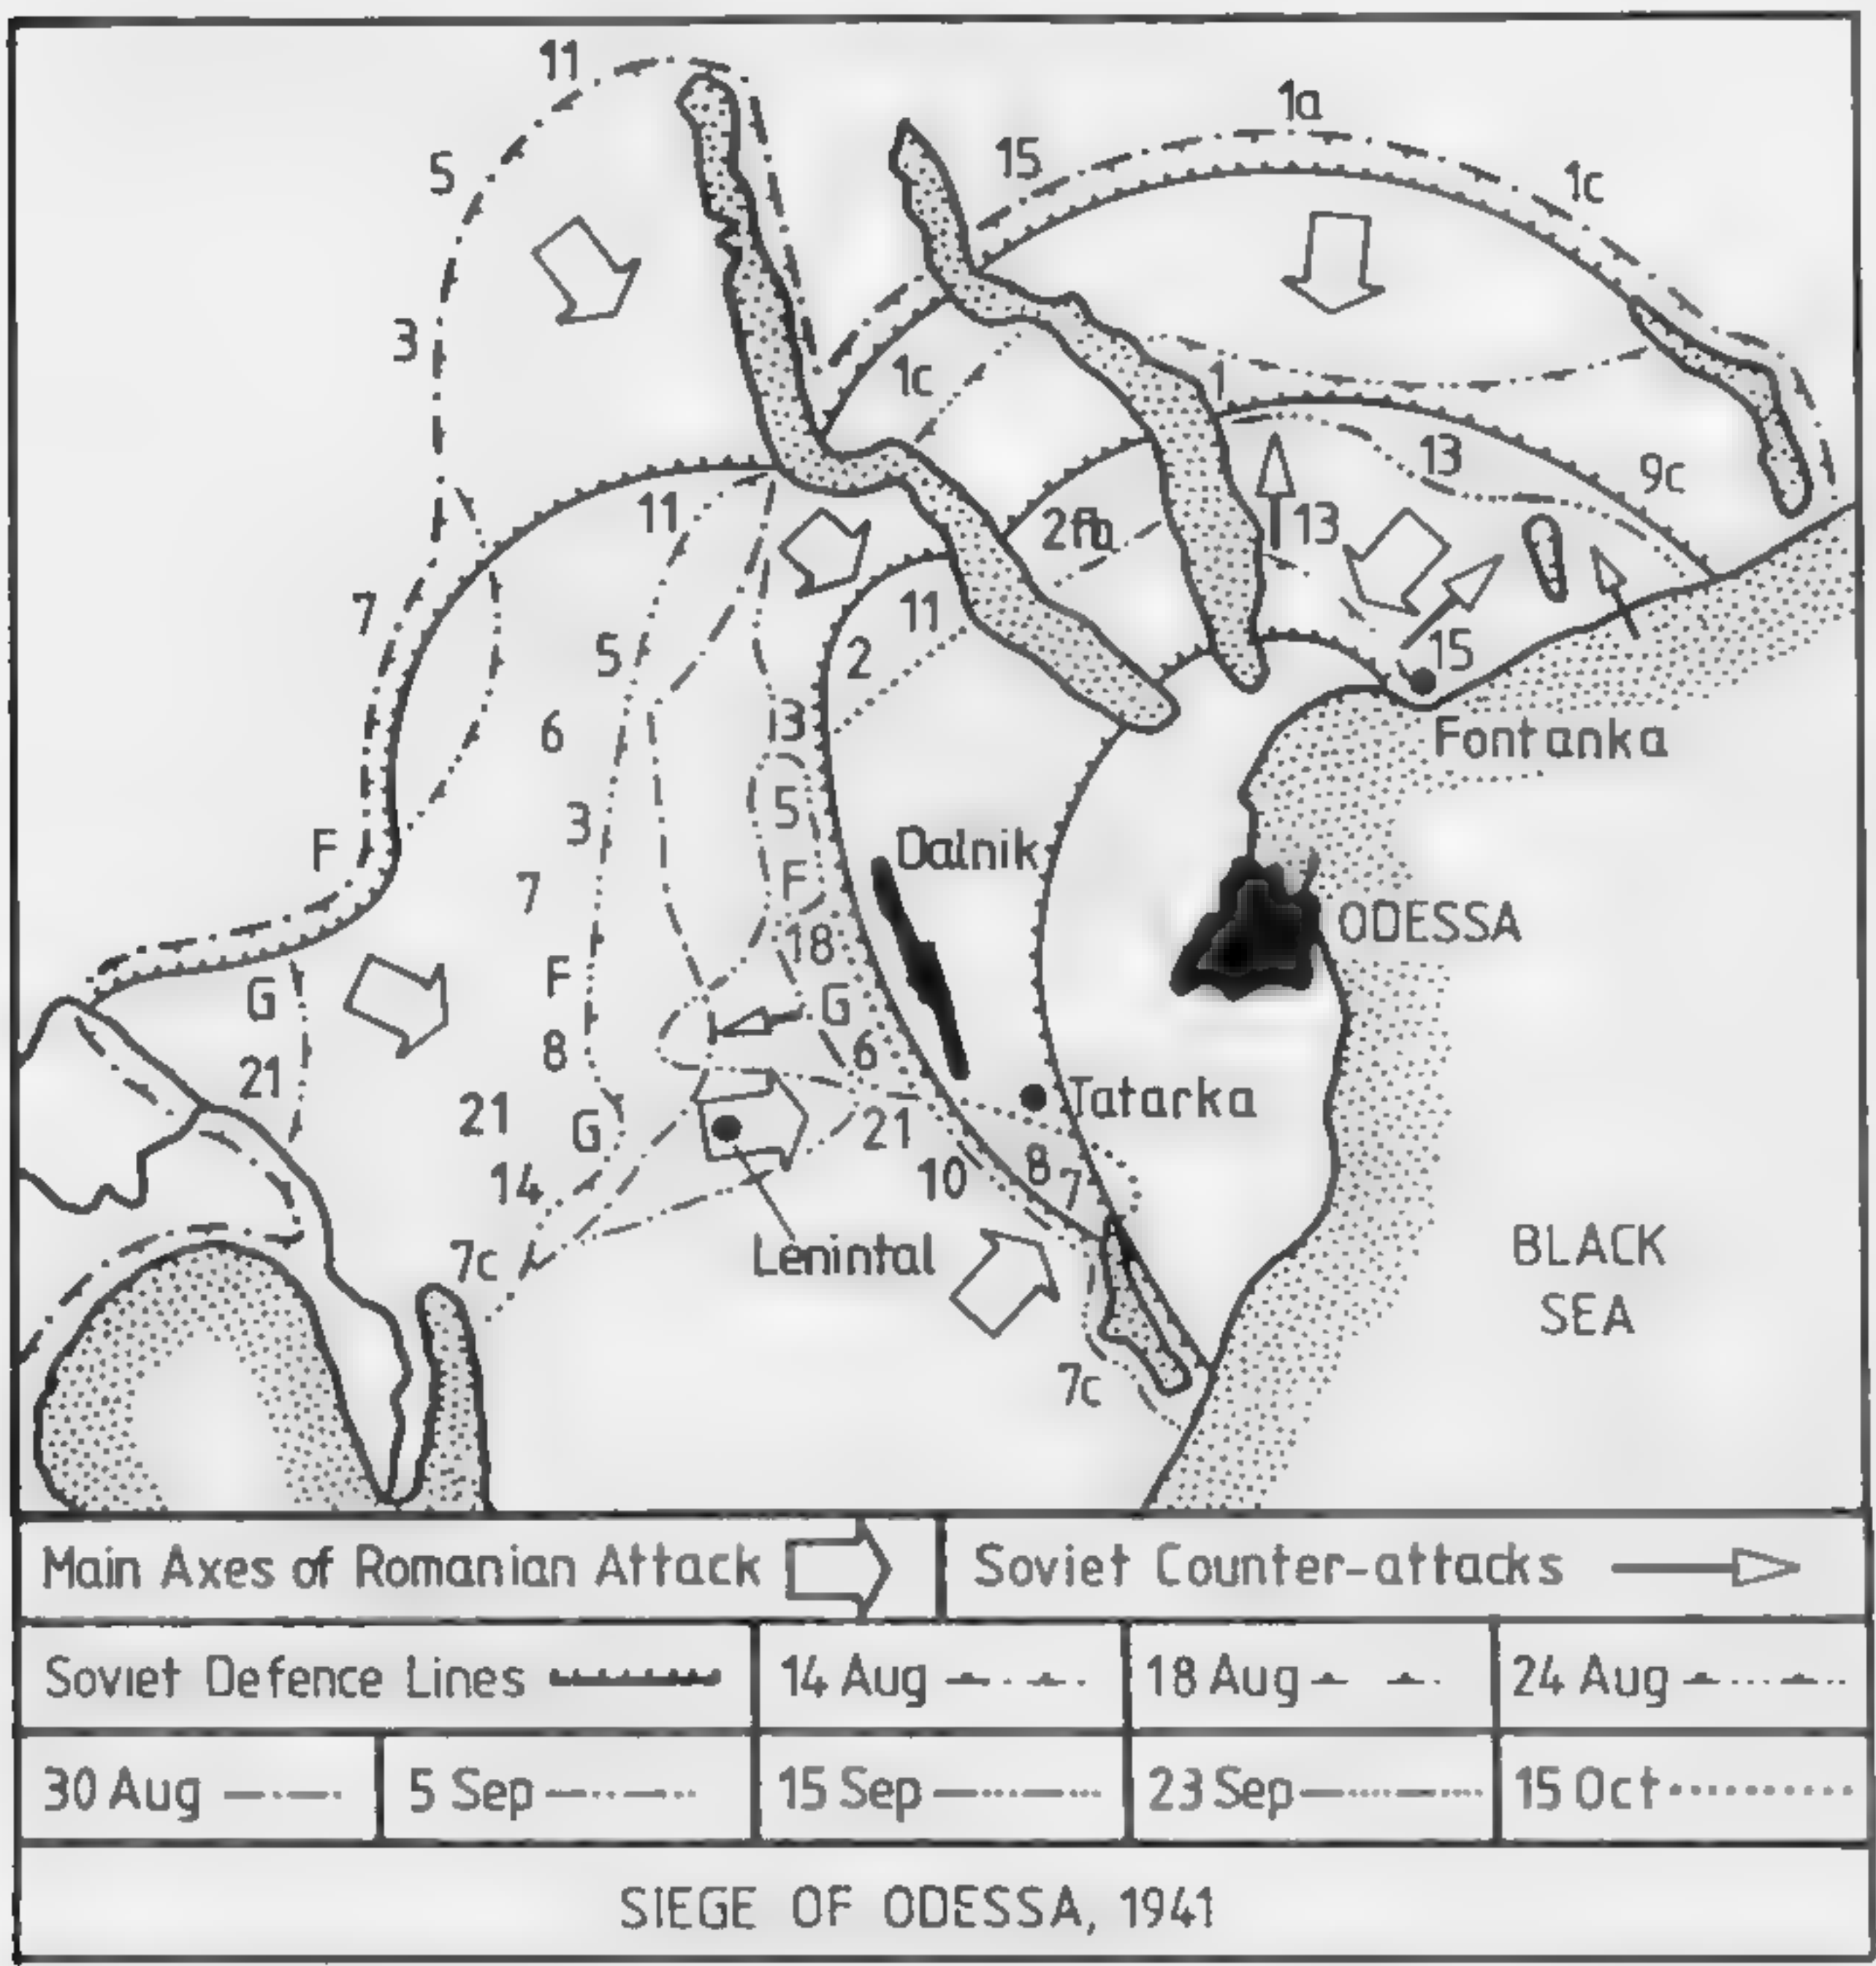 11
1a
15
5
1c
3
1c
1
13
9c
11
2
13
7
11
5
2
15
6
13
Fontanka
5
3
F
Dalnik
7
F
18
ODESSA
F
G
G
8
6
21
Tatarka
21
G
21
14
10
8
7
Lenintal
BLACK
SEA
7c
7c
Main Axes of Romanian Attack
Soviet Counter-attacks
Soviet Defence Lines
14 Aug
18 Aug
24 Aug
30 Aug
5 Sep
15 Sep
23 Sep
15 Oct
SIEGE OF ODESSA, 1941